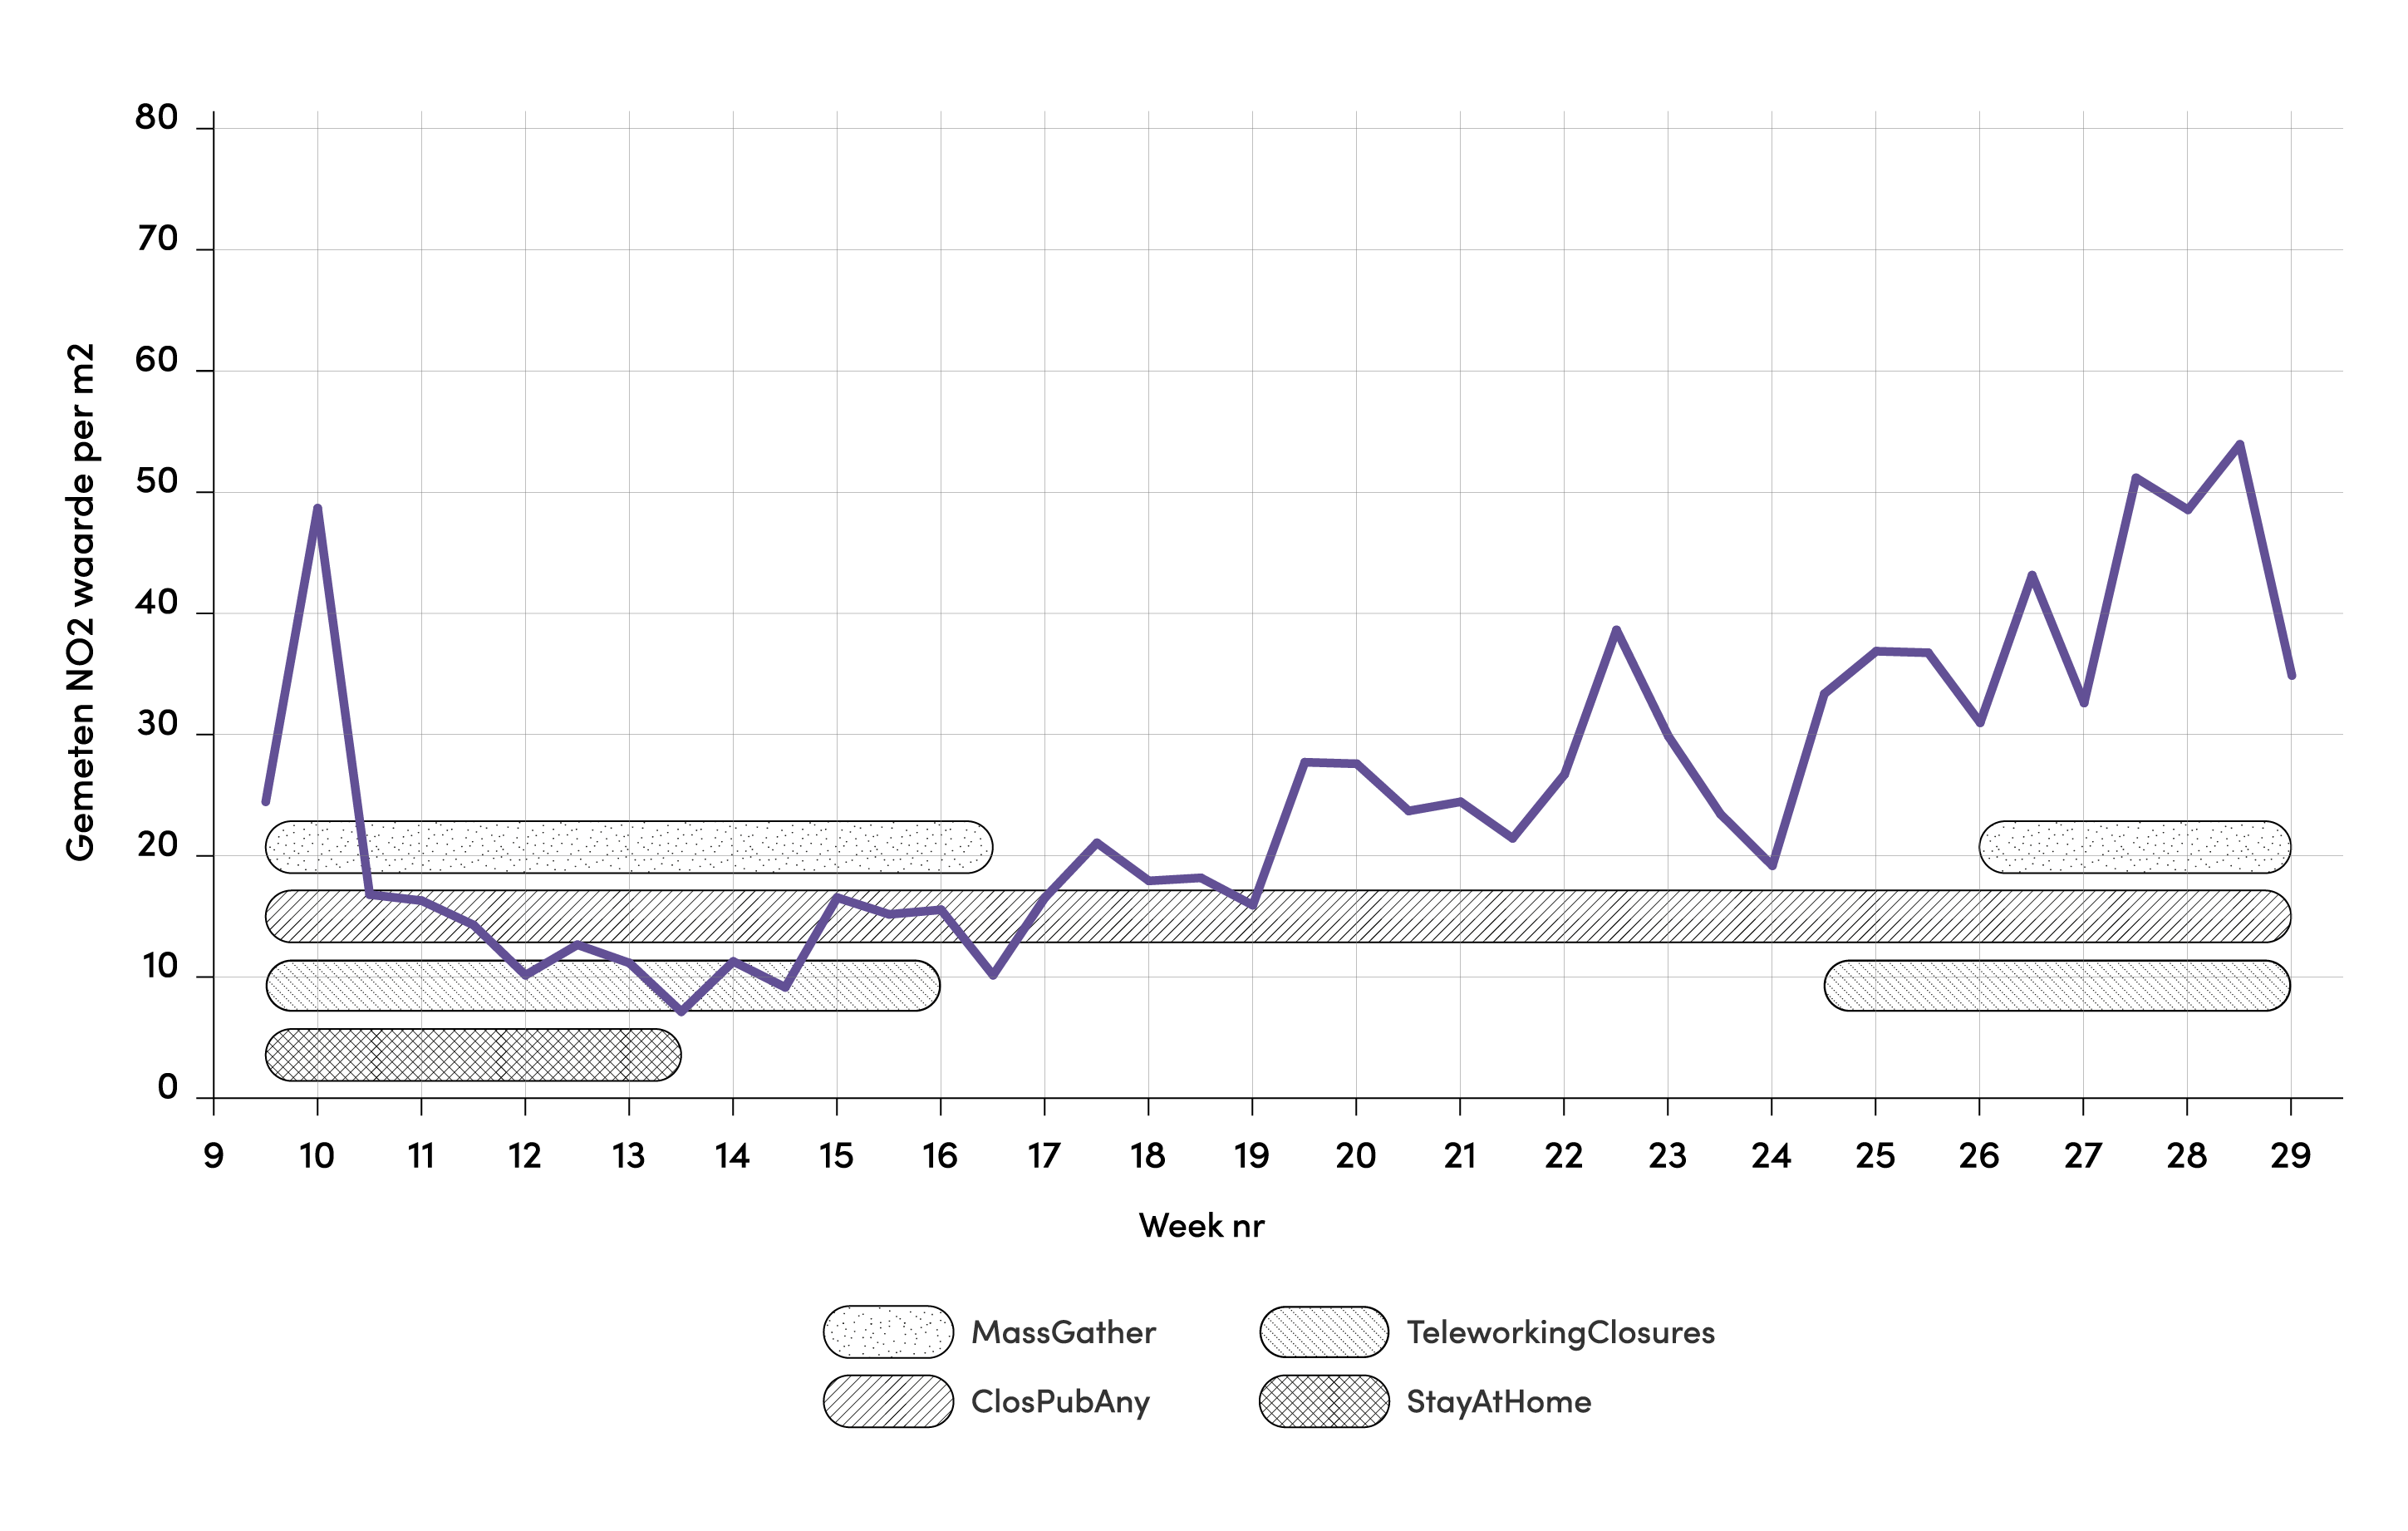 Gemeten NO2 waarde per m2
80
70
60
50
40
30
20
10
0
9 10 11 12 13 14 15 16 17 18 19 20 21 22 23 24 25 26 27 28 29
Week nr
MassGather TeleworkingClosures
ClosPubAny StayAtHome